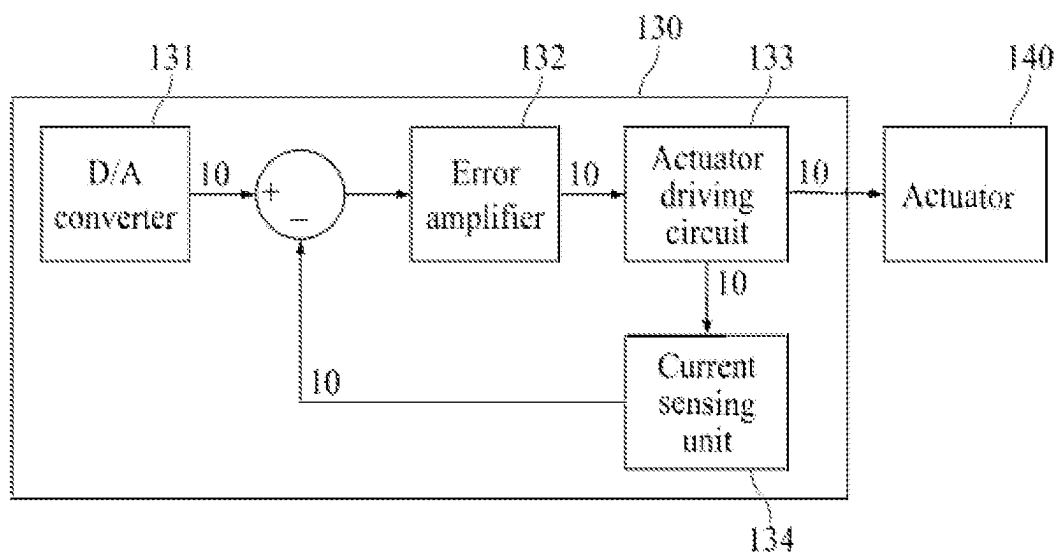 130
131
132
133
140
D/A
converter
10
+
−
Error
amplifier
10
Actuator
driving
circuit
10
Actuator
10
10
Current
sensing
unit
134